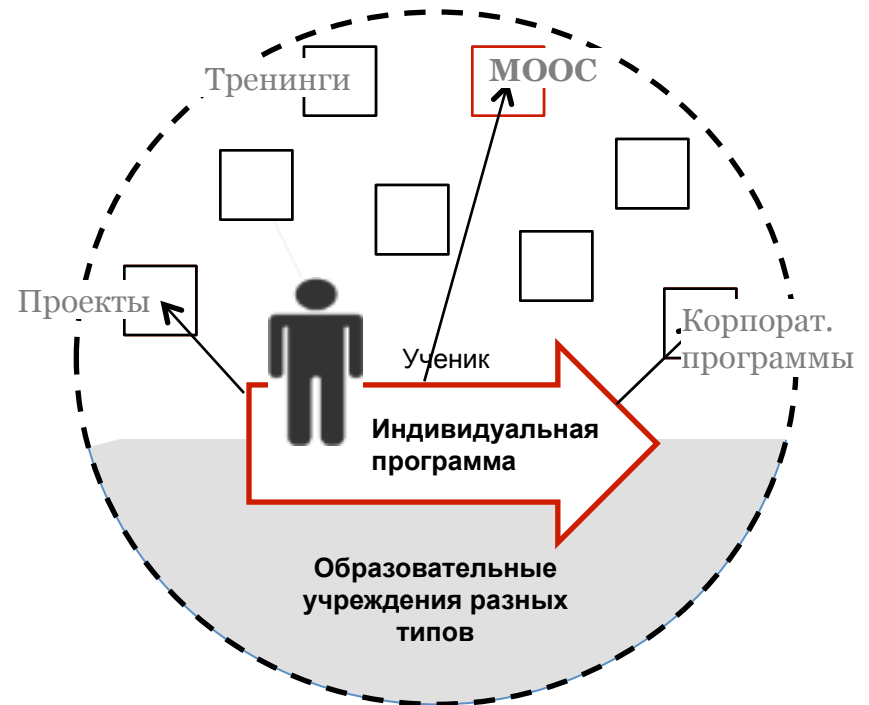 Тренинги
МООС
Проекты
Корпорат.
программы
Ученик
Индивидуальная
программа
Образовательные
учреждения разных
типов